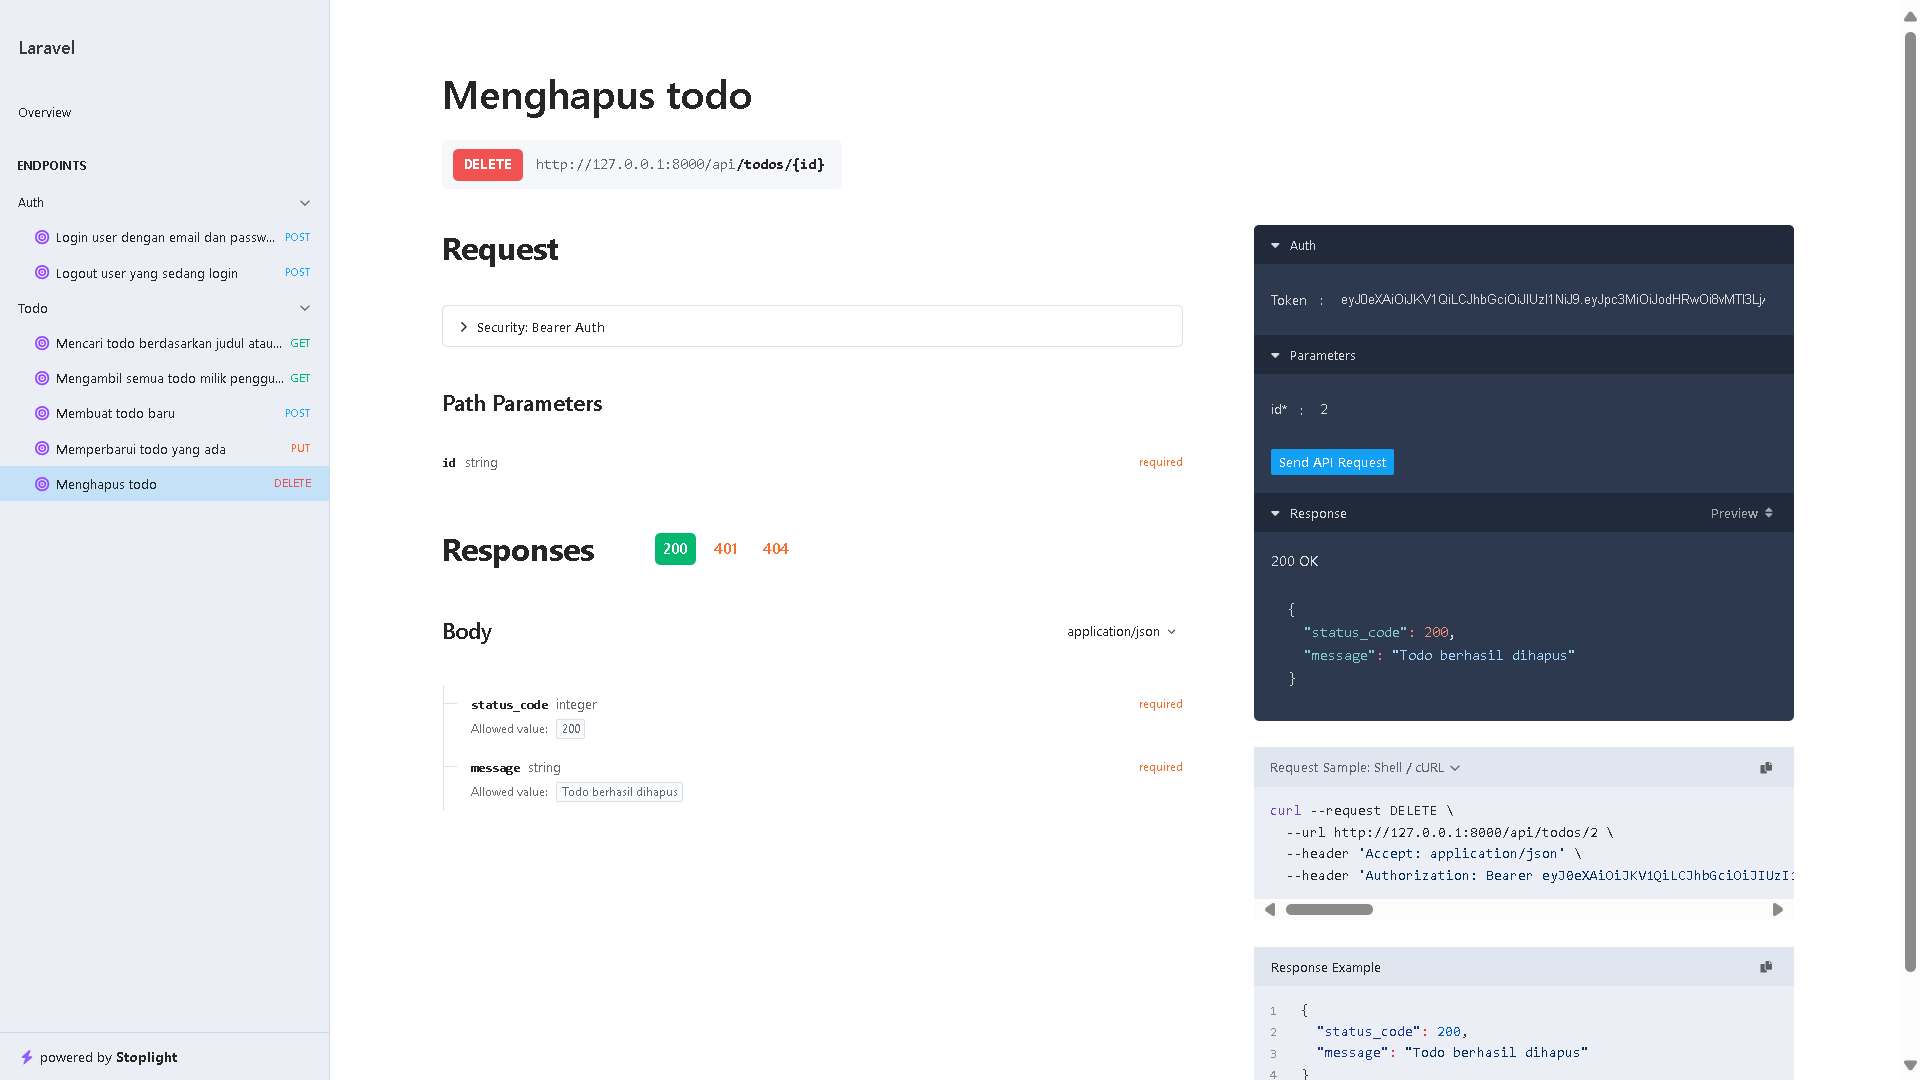 Laravel
Overview
ENDPOINTS
Auth
Login user dengan email dan passw... POST
Logout user yang sedang login POST
Todo
Mencari todo berdasarkan judul atau... GET
Mengambil semua todo milik penggu... GET
Membuat todo baru POST
Memperbarui todo yang ada PUT
Menghapus todo DELETE
powered by Stoplight
Menghapus todo
DELETE http://127.0.0.1:8000/api/todos/{id}
Request
Security: Bearer Auth
Path Parameters
id string required
Responses 200 401 404
Body application/json
status_code integer required
Allowed value: 200
message string required
Allowed value: Todo berhasil dihapus
Auth
Token :
Parameters
id* : 2
Send API Request
Response Preview
200 OK
{
"status_code": 200,
"message": "Todo berhasil dihapus"
}
Request Sample: Shell / cURL
curl --request DELETE \
--url http://127.0.0.1:8000/api/todos/2 \
--header 'Accept: application/json' \
--header 'Authorization: Bearer
Response Example
1 {
2 "status_code": 200,
3 "message": "Todo berhasil dihapus"
4 }